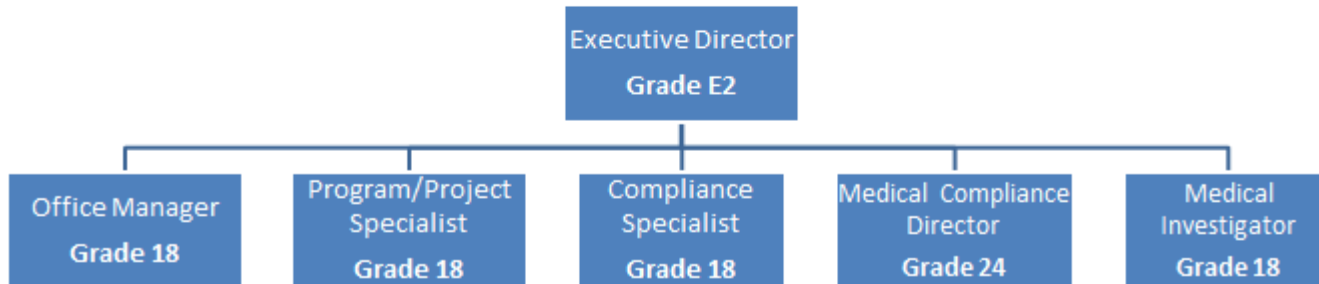 Executive Director
Grade E2
Office Manager
Grade 18
Program/Project
Specialist
Grade 18
Compliance
Specialist
Grade 18
Medical Compliance
Director
Grade 24
Medical
Investigator
Grade 18